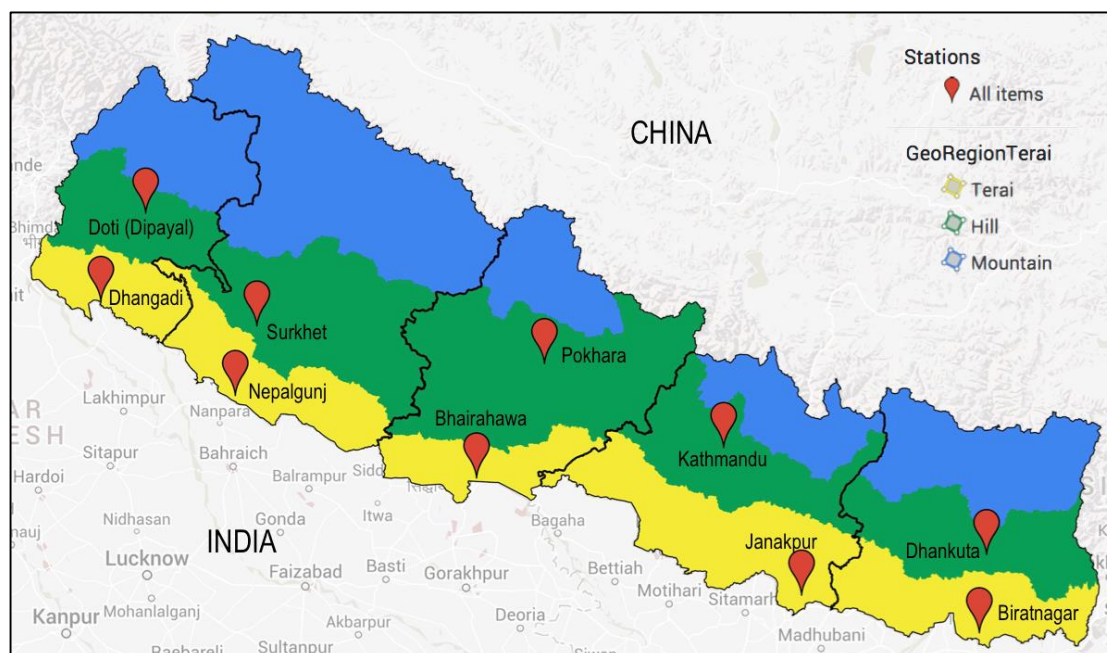 Stations
All items
GeoRegionTerai
Terai
Hill
Mountain
CHINA
INDIA
Doti (Dipayal)
Dhangadi
Surkhet
Nepalgunj
Pokhara
Bhairahawa
Kathmandu
Janakpur
Dhankuta
Biratnagar
Lakhimpur
Nanpara
Sitapur
Bahraich
Hardoi
Balrampur
Nidhasan
Gonda
Itwa
Bagaha
Lucknow
Basti
Bettiah
Faizabad
Gorakhpur
Motihari
Mohanlalganj
Deoria
Kanpur
Akbarpur
Madhubani
Sultanpur